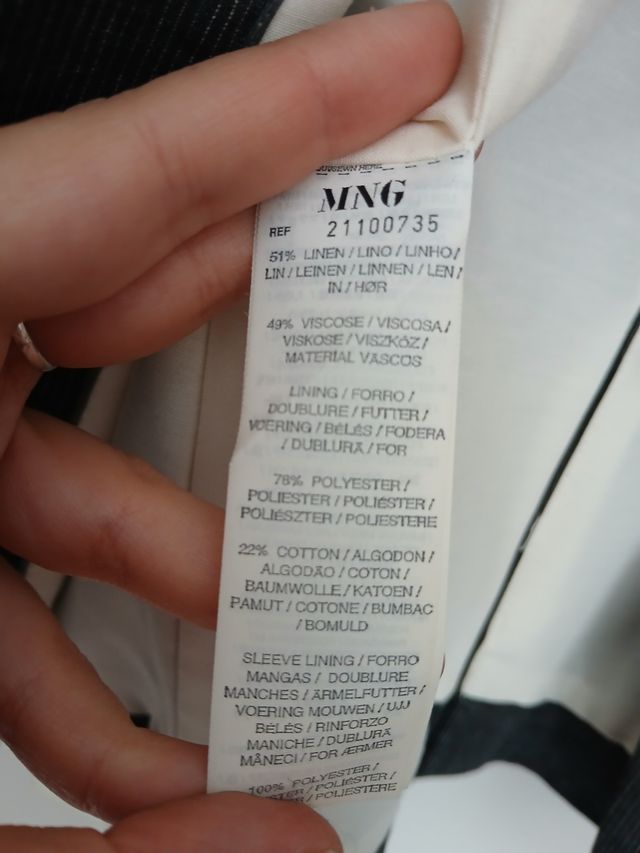 MNG
REF 21100735
51% LINEN / LINO / LINHO /
LIN / LEINEN / LINNEN / LEN /
IN / HØR
49% VISCOSE / VISCOSA /
VISKOSE / VISZKÓZ /
MATERIAL VÂSCOS
LINING / FORRO /
DOUBLURE / FUTTER /
VOERING / BÉLÉS / FODERA
/ DUBLURĂ / FOR
78% POLYESTER /
POLIESTER / POLIÉSTER /
POLIÉSZTER / POLIESTERE
22% COTTON / ALGODON /
ALGODÃO / COTON /
BAUMWOLLE / KATOEN /
PAMUT / COTONE / BUMBAC
/ BOMULD
SLEEVE LINING / FORRO
MANGAS / DOUBLURE
MANCHES / ÄRMELFUTTER /
VOERING MOUWEN / UJJ
BÉLÉS / RINFORZO
MANICHE / DUBLURĂ
MÂNECI / FOR ÆRMER
100% POLYESTER /
/ POLIÉSTER /
/ POLIESTERE